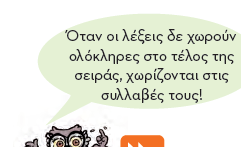 Όταν οι λέξεις δε χωρούν
ολόκληρες στο τέλος της
σειράς, χωρίζονται στις
συλλαβές τους!